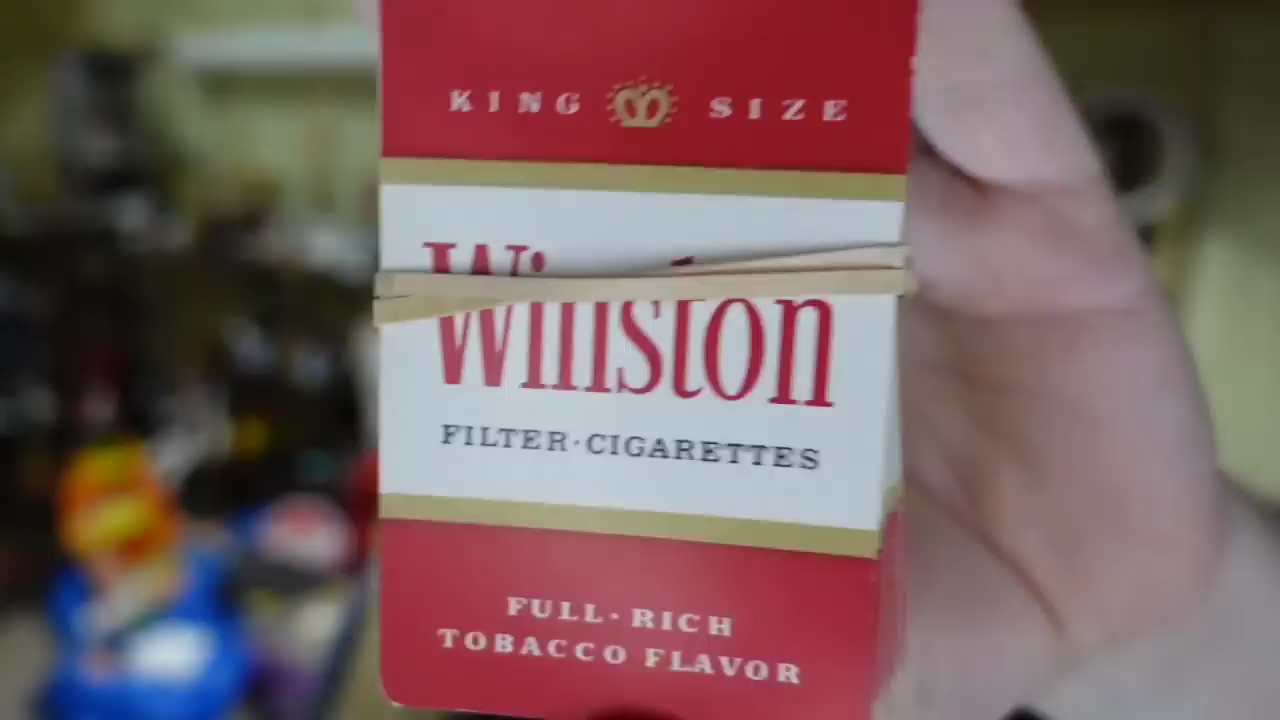 KING SIZE
Winston
FILTER·CIGARETTES
FULL·RICH
TOBACCO FLAVOR